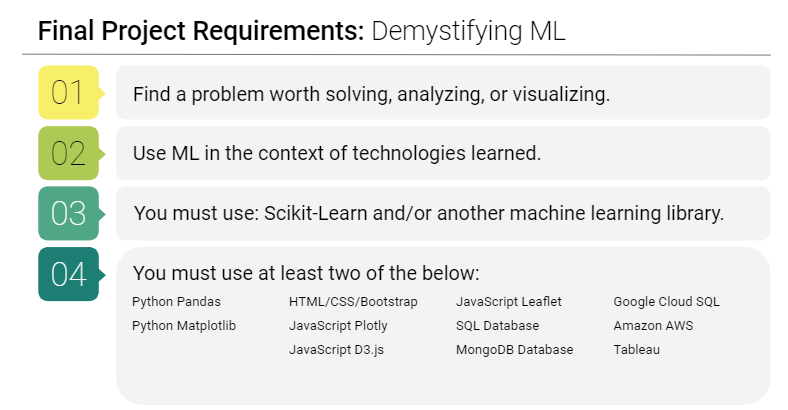 Final Project Requirements: Demystifying ML
01
Find a problem worth solving, analyzing, or visualizing.
02
Use ML in the context of technologies learned.
03
You must use: Scikit-Learn and/or another machine learning library.
04
You must use at least two of the below:
Python Pandas HTML/CSS/Bootstrap JavaScript Leaflet Google Cloud SQL
Python Matplotlib JavaScript Plotly SQL Database Amazon AWS
JavaScript D3.js MongoDB Database Tableau